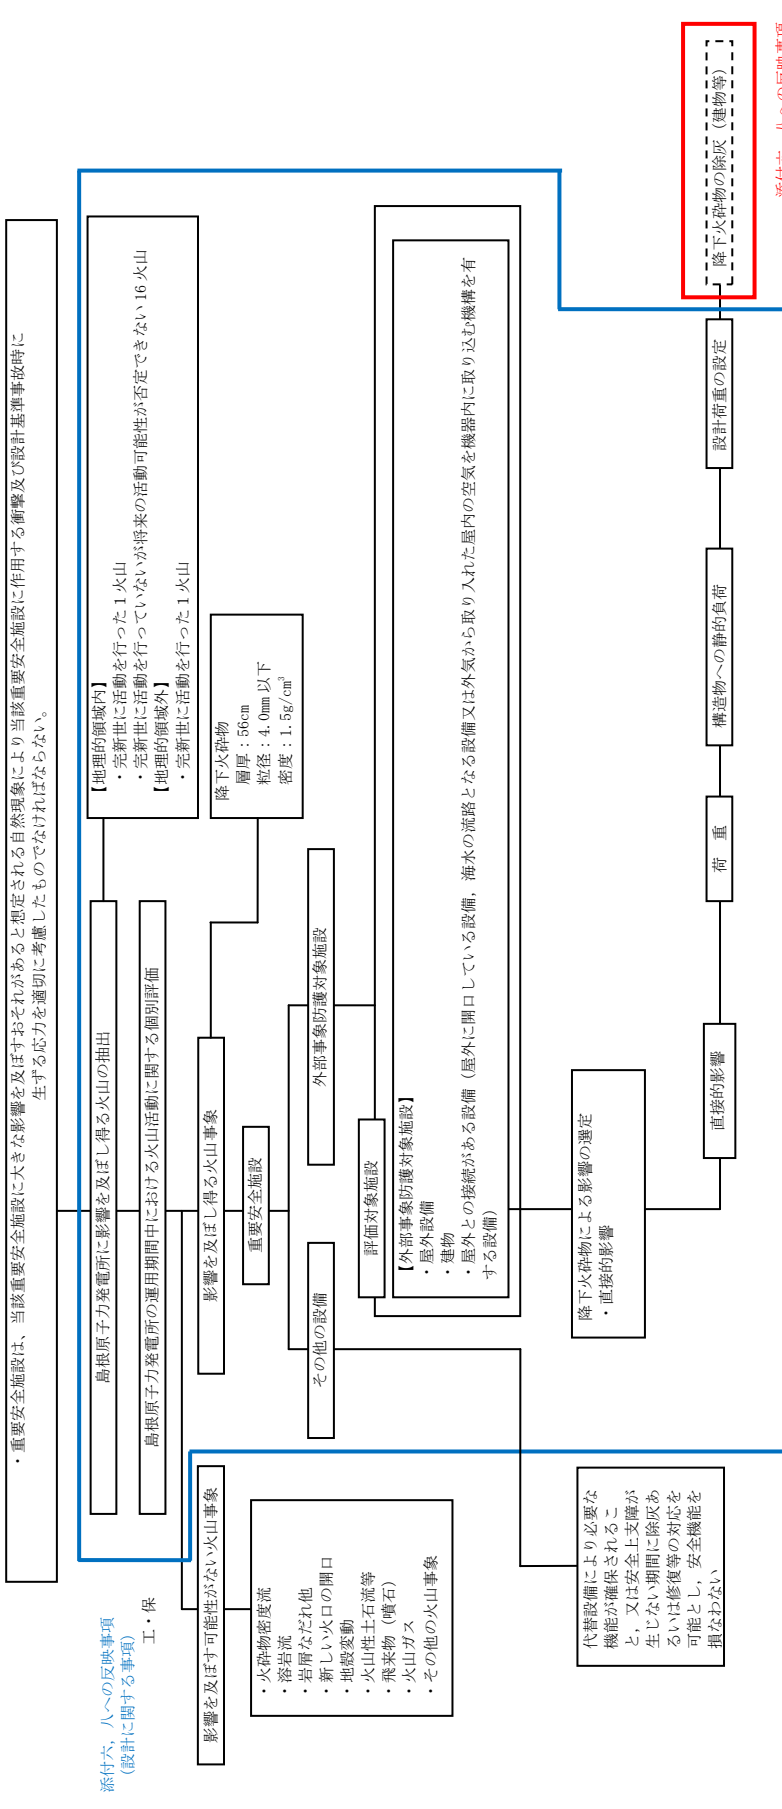 ・重要安全施設は、当該重要安全施設に大きな影響を及ぼすおそれがあると想定される自然現象により当該重要安全施設に作用する衝撃及び設計基準事故時に
生ずる応力を適切に考慮したものでなければならない。
添付六，八への反映事項
（設計に関する事項）
工・保
島根原子力発電所に影響を及ぼし得る火山の抽出
【地理的領域内】
・完新世に活動を行った１火山
・完新世に活動を行っていないが将来の活動可能性が否定できない 16 火山
【地理的領域外】
・完新世に活動を行った１火山
島根原子力発電所の運用期間中における火山活動に関する個別評価
影響を及ぼす可能性がない火山事象
・火砕物密度流
・溶岩流
・岩屑なだれ他
・新しい火口の開口
・地殻変動
・火山性土石流等
・飛来物（噴石）
・火山ガス
・その他の火山事象
影響を及ぼし得る火山事象
降下火砕物
層厚：56cm
粒径：4.0mm 以下
密度：1.5g/cm³
重要安全施設
その他の設備
外部事象防護対象施設
評価対象施設
【外部事象防護対象施設】
・屋外設備
・建物
・屋外との接続がある設備（屋外に開口している設備，海水の流路となる設備又は外気から取り入れた屋内の空気を機器内に取り込む機構を有
する設備）
代替設備により必要な
機能が確保されるこ
と，又は安全上支障が
生じない期間に除灰あ
るいは修復等の対応を
可能とし，安全機能を
損なわない
降下火砕物による影響の選定
・直接的影響
直接的影響
荷　重
構造物への静的負荷
設計荷重の設定
降下火砕物の除灰（建物等）